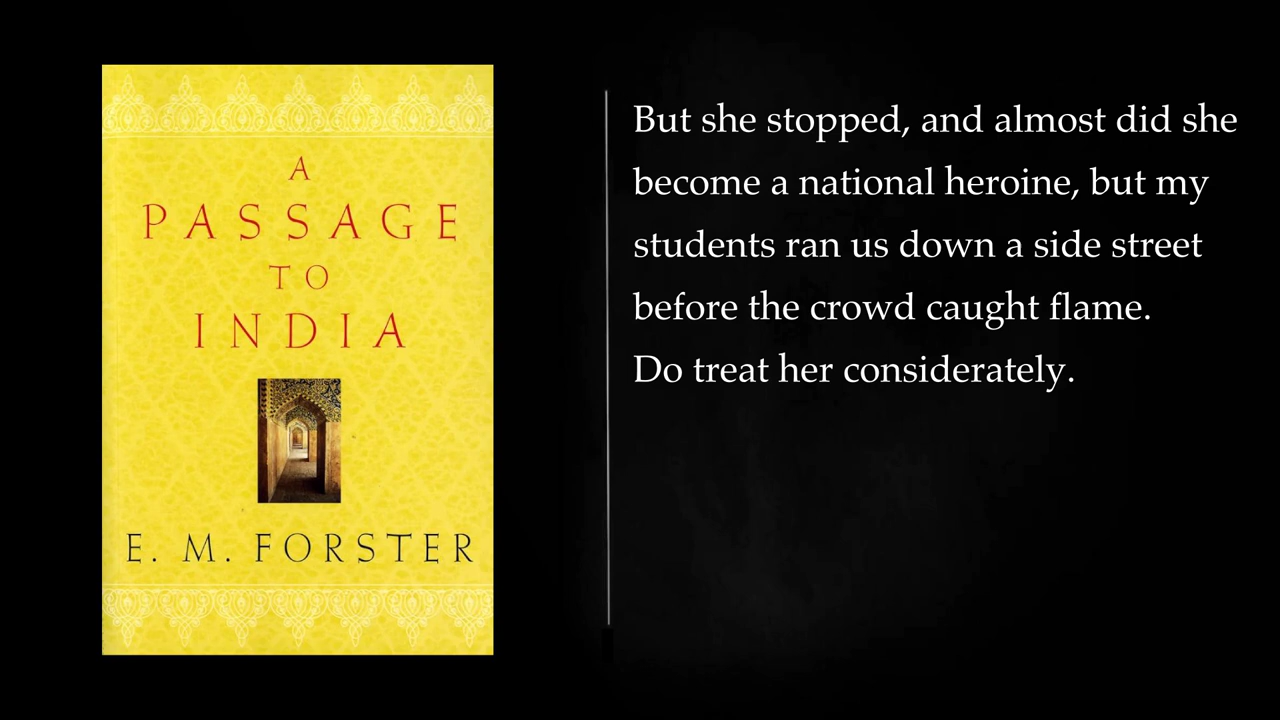 A
PASSAGE
TO
INDIA
E. M. FORSTER
But she stopped, and almost did she
become a national heroine, but my
students ran us down a side street
before the crowd caught flame.
Do treat her considerately.